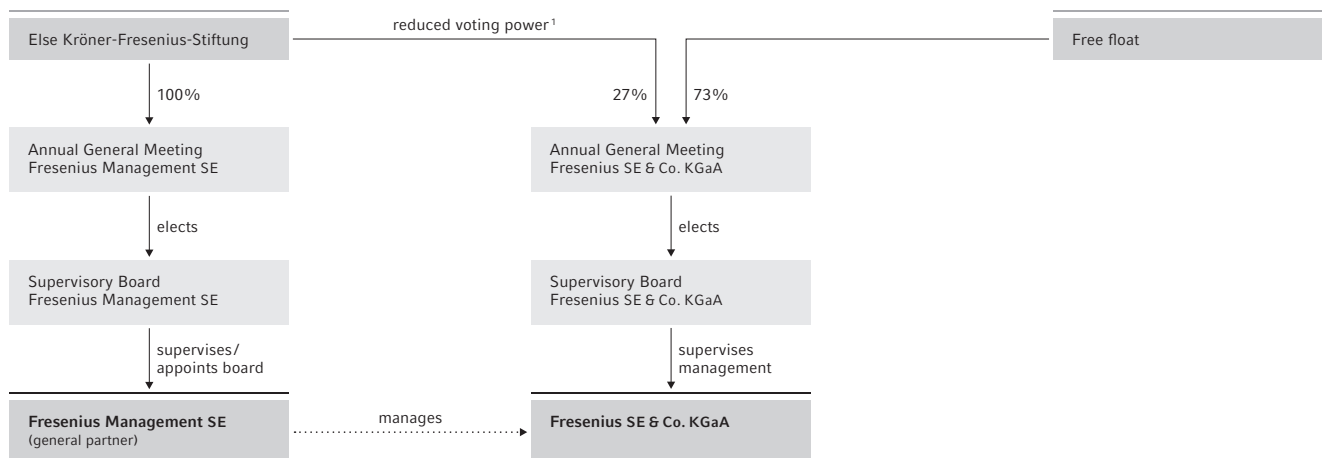 reduced voting power¹
Else Kröner-Fresenius-Stiftung
Free float
100%
27%
73%
Annual General Meeting
Fresenius Management SE
Annual General Meeting
Fresenius SE & Co. KGaA
elects
elects
Supervisory Board
Fresenius Management SE
Supervisory Board
Fresenius SE & Co. KGaA
supervises/
appoints board
supervises
management
Fresenius Management SE
(general partner)
manages
Fresenius SE & Co. KGaA